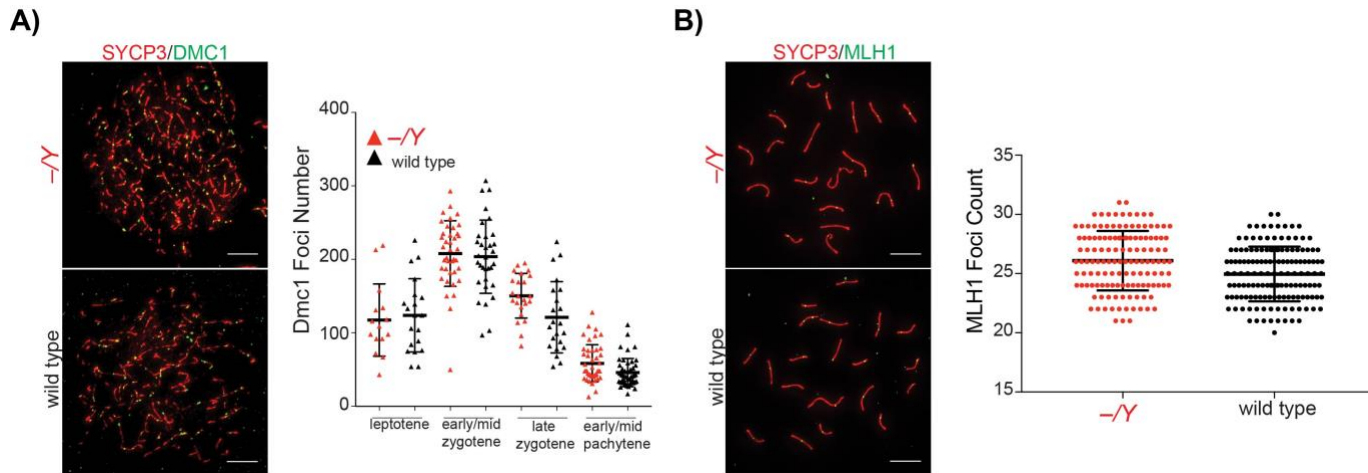 A)
SYCP3/DMC1
–/Y
wild type
Dmc1 Foci Number
400
300
200
100
0
–/Y
wild type
leptotene
early/mid
zygotene
late
zygotene
early/mid
pachytene
B)
SYCP3/MLH1
–/Y
wild type
MLH1 Foci Count
35
30
25
20
15
–/Y
wild type